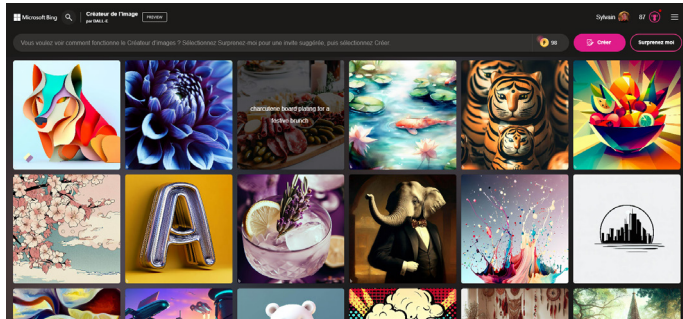 Microsoft Bing
Créateur de l'image
par DALL-E
PREVIEW
Sylvain
87
Vous voulez voir comment fonctionne le Créateur d'images ? Sélectionnez Surprenez-moi pour une invite suggérée, puis sélectionnez Créer
98
Créer
Surprenez moi
charcuterie board plating for a
festive brunch
A